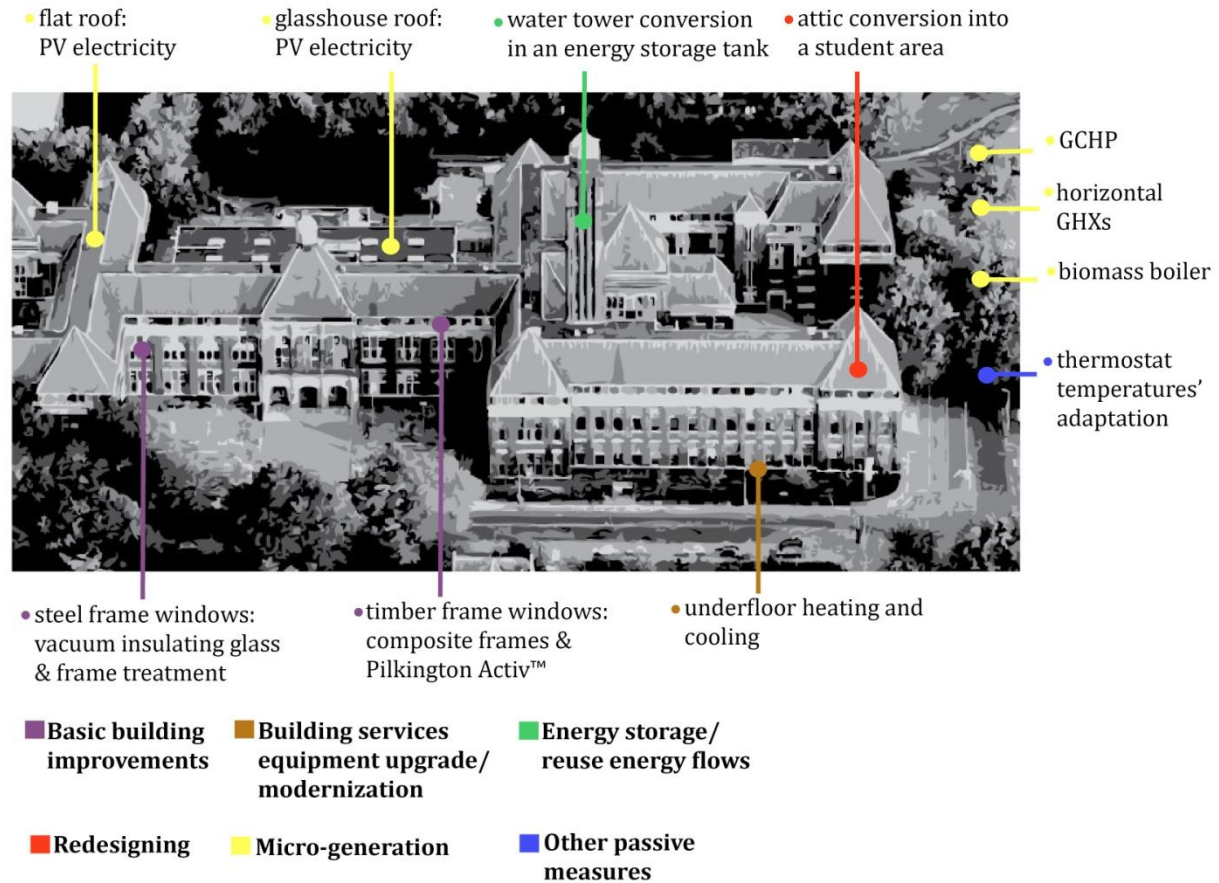 flat roof:
PV electricity
glasshouse roof:
PV electricity
water tower conversion
in an energy storage tank
attic conversion into
a student area
GCHP
horizontal
GHXs
biomass boiler
thermostat
temperatures’
adaptation
steel frame windows:
vacuum insulating glass
& frame treatment
timber frame windows:
composite frames &
Pilkington Activ™
underfloor heating and
cooling
Basic building
improvements
Building services
equipment upgrade/
modernization
Energy storage/
reuse energy flows
Redesigning
Micro-generation
Other passive
measures